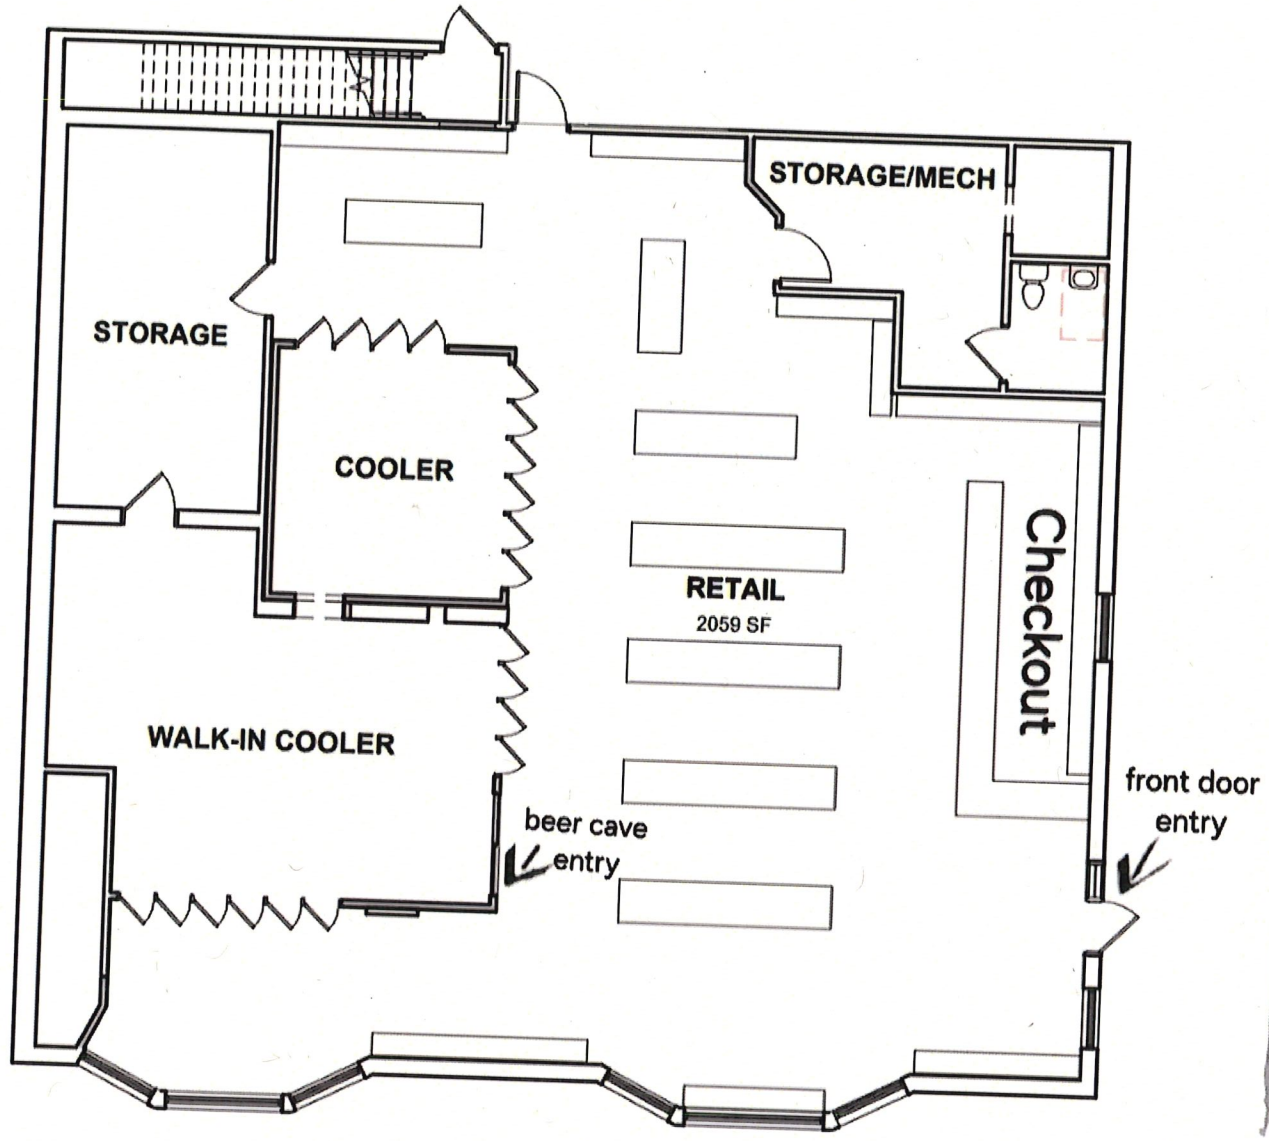 STORAGE/MECH
STORAGE
COOLER
Checkout
RETAIL
2059 SF
WALK-IN COOLER
front door
entry
beer cave
entry